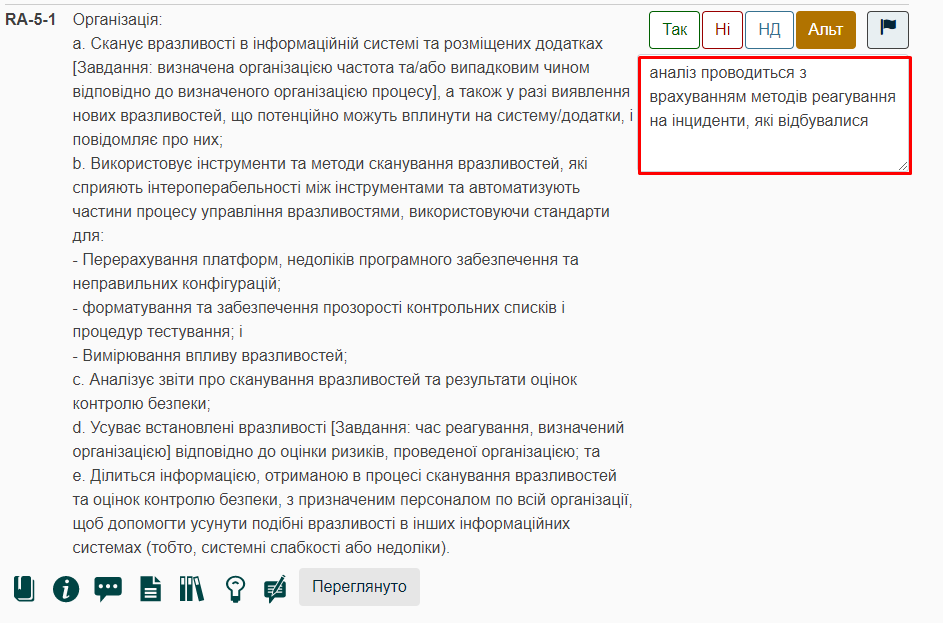 RA-5-1 Організація:
Так Ні НД Альт
а. Сканує вразливості в інформаційній системі та розміщених додатках
[Завдання: визначена організацією частота та/або випадковим чином
відповідно до визначеного організацією процесу], а також у разі виявлення
нових вразливостей, що потенційно можуть вплинути на систему/додатки, і
повідомляє про них;
b. Використовує інструменти та методи сканування вразливостей, які
сприяють інтероперабельності між інструментами та автоматизують
частини процесу управління вразливостями, використовуючи стандарти
для:
- Перерахування платформ, недоліків програмного забезпечення та
неправильних конфігурацій;
- форматування та забезпечення прозорості контрольних списків і
процедур тестування; і
- Вимірювання впливу вразливостей;
c. Аналізує звіти про сканування вразливостей та результати оцінок
контролю безпеки;
d. Усуває встановлені вразливості [Завдання: час реагування, визначений
організацією] відповідно до оцінки ризиків, проведеної організацією; та
e. Ділиться інформацією, отриманою в процесі сканування вразливостей
та оцінок контролю безпеки, з призначеним персоналом по всій організації,
щоб допомогти усунути подібні вразливості в інших інформаційних
системах (тобто, системні слабкості або недоліки).
аналіз проводиться з
врахуванням методів реагування
на інциденти, які відбувалися
Переглянуто